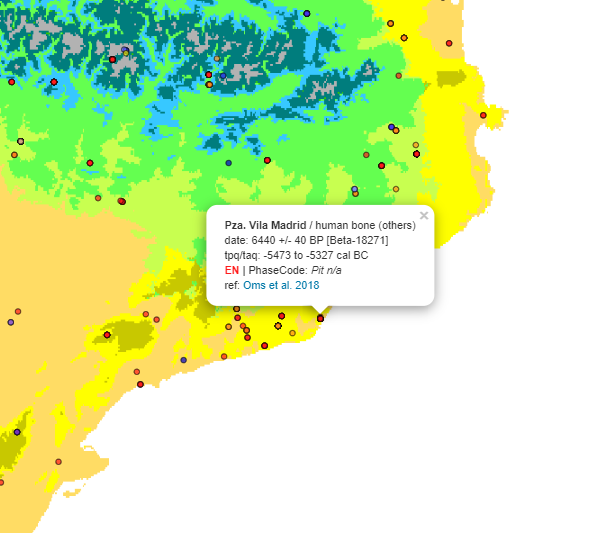 ×
Pza. Vila Madrid / human bone (others)
date: 6440 +/- 40 BP [Beta-18271]
tpq/taq: -5473 to -5327 cal BC
EN | PhaseCode: Pit n/a
ref: Oms et al. 2018